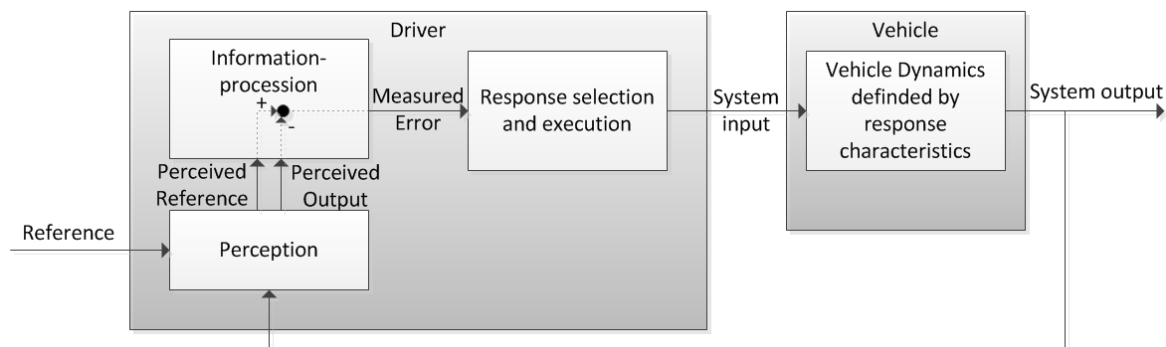 Driver
Vehicle
Information-
procession
+
-
Measured
Error
Response selection
and execution
System
input
Vehicle Dynamics
definded by
response
characteristics
System output
Perceived
Reference
Perceived
Output
Reference
Perception